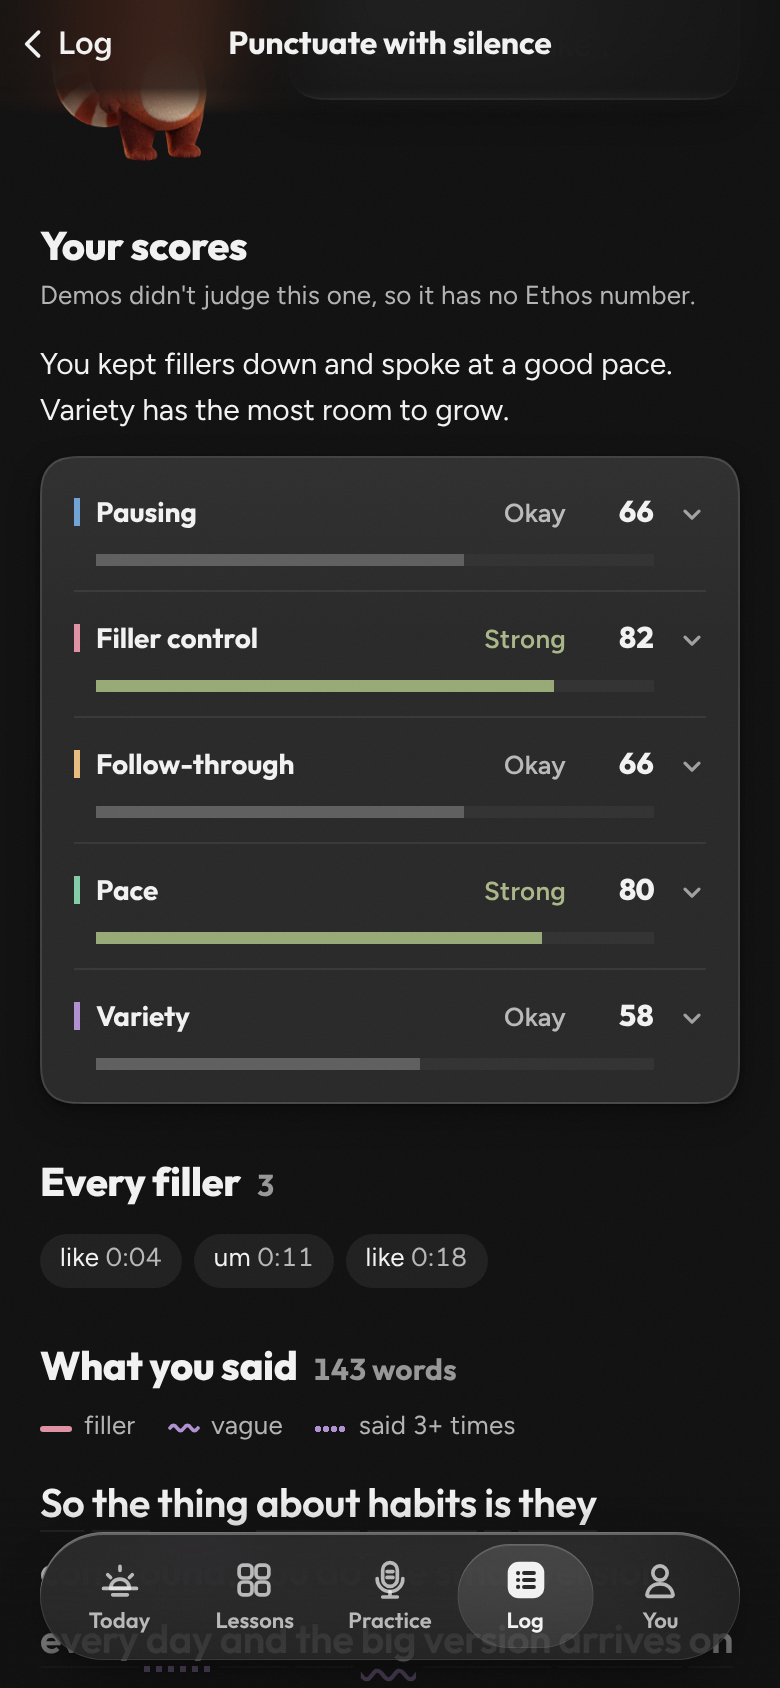 Log
Punctuate with silence
Your scores
Demos didn't judge this one, so it has no Ethos number.
You kept fillers down and spoke at a good pace.
Variety has the most room to grow.
Pausing Okay 66
Filler control Strong 82
Follow-through Okay 66
Pace Strong 80
Variety Okay 58
Every filler 3
like 0:04 um 0:11 like 0:18
What you said 143 words
filler vague said 3+ times
So the thing about habits is they
Today Lessons Practice Log You
every day and the big version arrives on